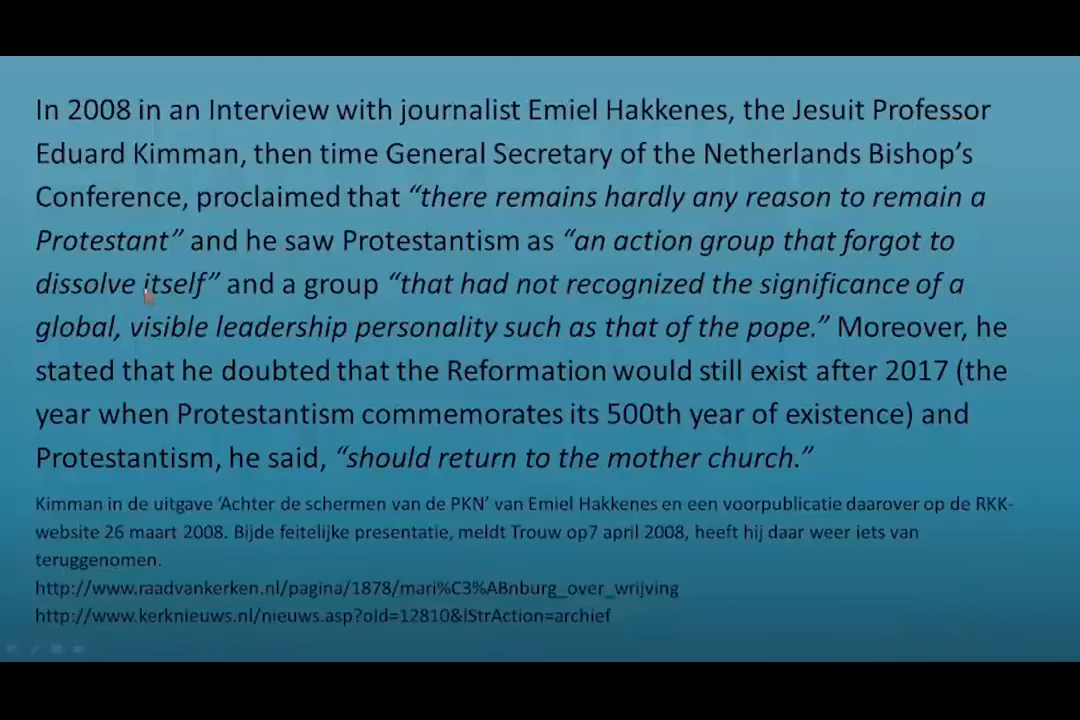 In 2008 in an Interview with journalist Emiel Hakkenes, the Jesuit Professor
Eduard Kimman, then time General Secretary of the Netherlands Bishop’s
Conference, proclaimed that “there remains hardly any reason to remain a
Protestant” and he saw Protestantism as “an action group that forgot to
dissolve itself” and a group “that had not recognized the significance of a
global, visible leadership personality such as that of the pope.” Moreover, he
stated that he doubted that the Reformation would still exist after 2017 (the
year when Protestantism commemorates its 500th year of existence) and
Protestantism, he said, “should return to the mother church.”
Kimman in de uitgave ‘Achter de schermen van de PKN’ van Emiel Hakkenes en een voorpublicatie daarover op de RKK-
website 26 maart 2008. Bijde feitelijke presentatie, meldt Trouw op7 april 2008, heeft hij daar weer iets van
teruggenomen.
http://www.raadvankerken.nl/pagina/1878/mari%C3%ABnburg_over_wrijving
http://www.kerknieuws.nl/nieuws.asp?oId=12810&lStrAction=archief